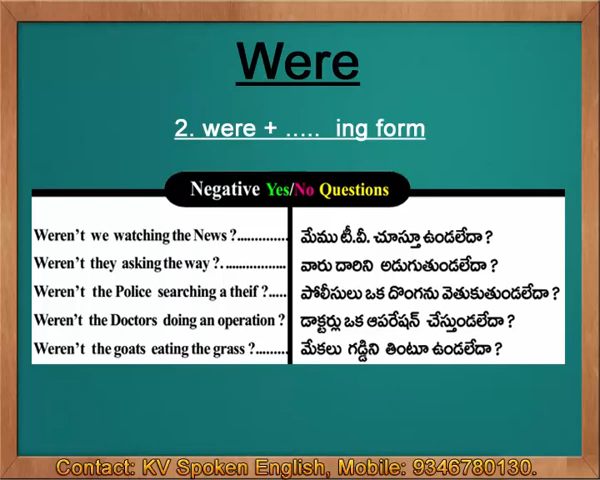 Were
2. were + ..... ing form
Negative Yes/No Questions
Weren't we watching the News ?.............. మేము టీ.వీ. చూస్తూ ఉండలేదా ?
Weren't they asking the way ?. ................. వారు దారిని అడుగుతుండలేదా ?
Weren't the Police searching a theif ?..... పోలీసులు ఒక దొంగను వెతుకుతుండలేదా ?
Weren't the Doctors doing an operation ? డాక్టర్లు ఒక ఆపరేషన్ చేస్తుండలేదా ?
Weren't the goats eating the grass ?......... మేకలు గడ్డిని తింటూ ఉండలేదా ?
Contact: KV Spoken English, Mobile: 9346780130.